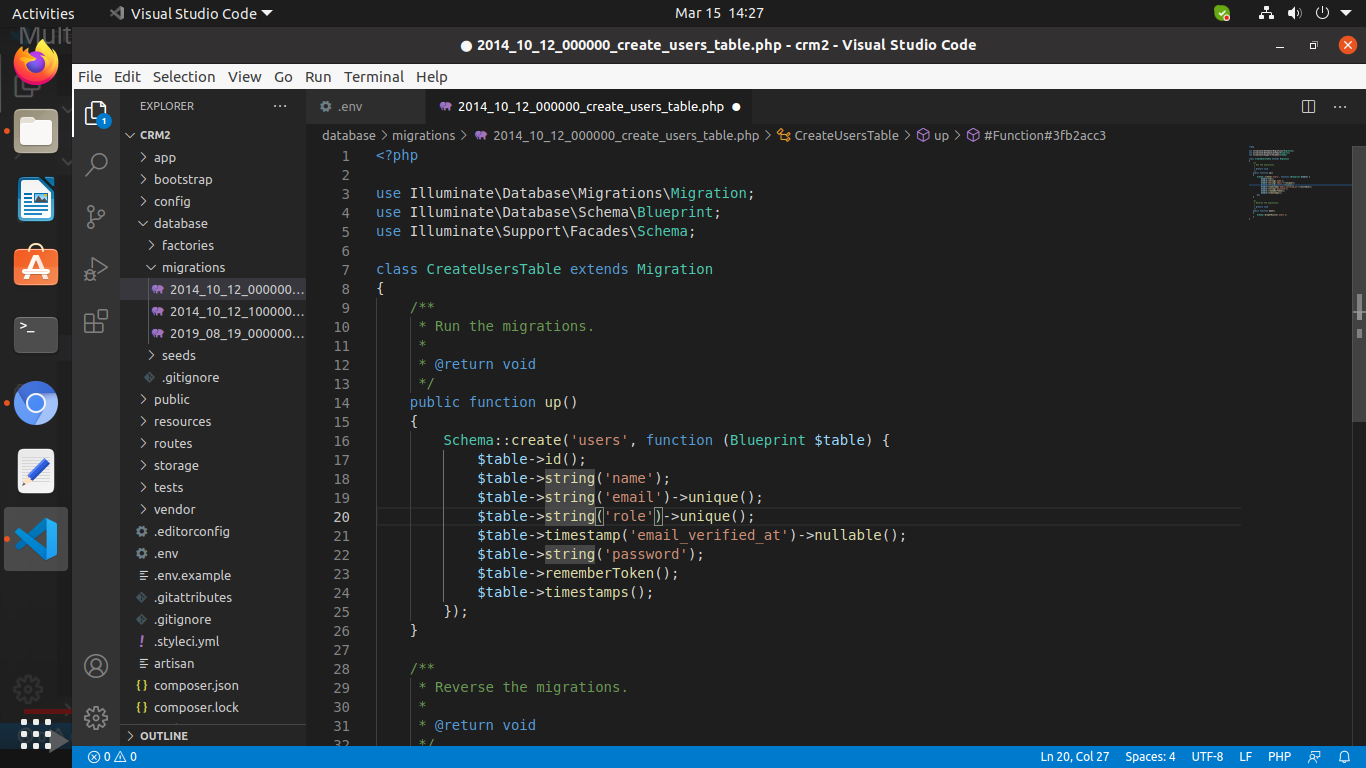 Activities
Visual Studio Code
Mar 15 14:27
Mult
2014_10_12_000000_create_users_table.php - crm2 - Visual Studio Code
File Edit Selection View Go Run Terminal Help
1
EXPLORER
CRM2
app
bootstrap
config
database
factories
migrations
2014_10_12_000000...
2014_10_12_100000...
2019_08_19_000000...
seeds
.gitignore
public
resources
routes
storage
tests
vendor
.editorconfig
.env
.env.example
.gitattributes
.gitignore
.styleci.yml
artisan
composer.json
composer.lock
OUTLINE
.env
2014_10_12_000000_create_users_table.php
database > migrations > 2014_10_12_000000_create_users_table.php > CreateUsersTable > up > #Function#3fb2acc3
1 <?php
2
3 use Illuminate\Database\Migrations\Migration;
4 use Illuminate\Database\Schema\Blueprint;
5 use Illuminate\Support\Facades\Schema;
6
7 class CreateUsersTable extends Migration
8 {
9 /**
10 * Run the migrations.
11 *
12 * @return void
13 */
14 public function up()
15 {
16 Schema::create('users', function (Blueprint $table) {
17 $table->id();
18 $table->string('name');
19 $table->string('email')->unique();
20 $table->string('role')->unique();
21 $table->timestamp('email_verified_at')->nullable();
22 $table->string('password');
23 $table->rememberToken();
24 $table->timestamps();
25 });
26 }
27
28 /**
29 * Reverse the migrations.
30 *
31 * @return void
32 */
0 0
Ln 20, Col 27
Spaces: 4
UTF-8
LF
PHP